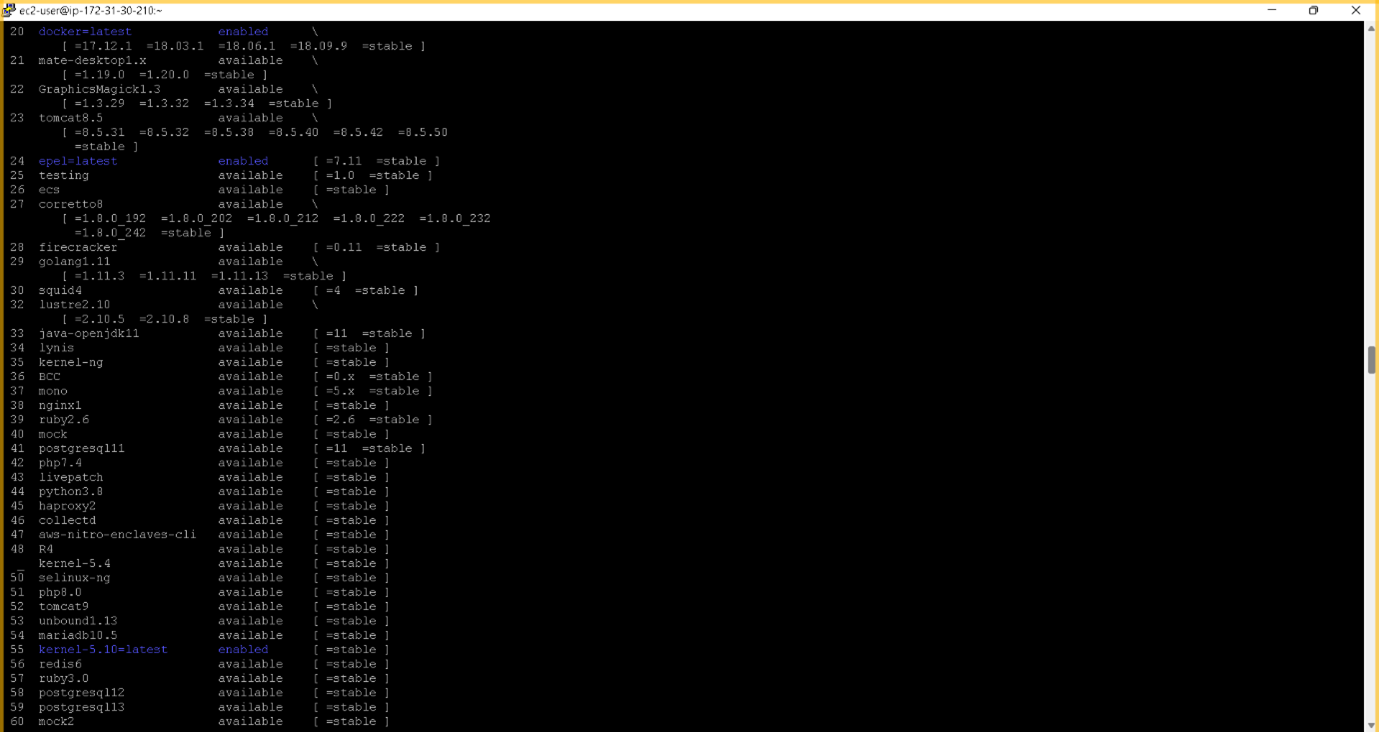 ec2-user@ip-172-31-30-210:~
20 docker=latest enabled \
[ =17.12.1 =18.03.1 =18.06.1 =18.09.9 =stable ]
21 mate-desktop1.x available \
[ =1.19.0 =1.20.0 =stable ]
22 GraphicsMagick1.3 available \
[ =1.3.29 =1.3.32 =1.3.34 =stable ]
23 tomcat8.5 available \
[ =8.5.31 =8.5.32 =8.5.38 =8.5.40 =8.5.42 =8.5.50
=stable ]
24 epel=latest enabled [ =7.11 =stable ]
25 testing available [ =1.0 =stable ]
26 ecs available [ =stable ]
27 corretto8 available \
[ =1.8.0_192 =1.8.0_202 =1.8.0_212 =1.8.0_222 =1.8.0_232
=1.8.0_242 =stable ]
28 firecracker available [ =0.11 =stable ]
29 golang1.11 available \
[ =1.11.3 =1.11.11 =1.11.13 =stable ]
30 squid4 available [ =4 =stable ]
32 lustre2.10 available \
[ =2.10.5 =2.10.8 =stable ]
33 java-openjdk11 available [ =11 =stable ]
34 lynis available [ =stable ]
35 kernel-ng available [ =stable ]
36 BCC available [ =0.x =stable ]
37 mono available [ =5.x =stable ]
38 nginx1 available [ =stable ]
39 ruby2.6 available [ =2.6 =stable ]
40 mock available [ =stable ]
41 postgresql11 available [ =11 =stable ]
42 php7.4 available [ =stable ]
43 livepatch available [ =stable ]
44 python3.8 available [ =stable ]
45 haproxy2 available [ =stable ]
46 collectd available [ =stable ]
47 aws-nitro-enclaves-cli available [ =stable ]
48 R4 available [ =stable ]
_ kernel-5.4 available [ =stable ]
50 selinux-ng available [ =stable ]
51 php8.0 available [ =stable ]
52 tomcat9 available [ =stable ]
53 unbound1.13 available [ =stable ]
54 mariadb10.5 available [ =stable ]
55 kernel-5.10=latest enabled [ =stable ]
56 redis6 available [ =stable ]
57 ruby3.0 available [ =stable ]
58 postgresql12 available [ =stable ]
59 postgresql13 available [ =stable ]
60 mock2 available [ =stable ]